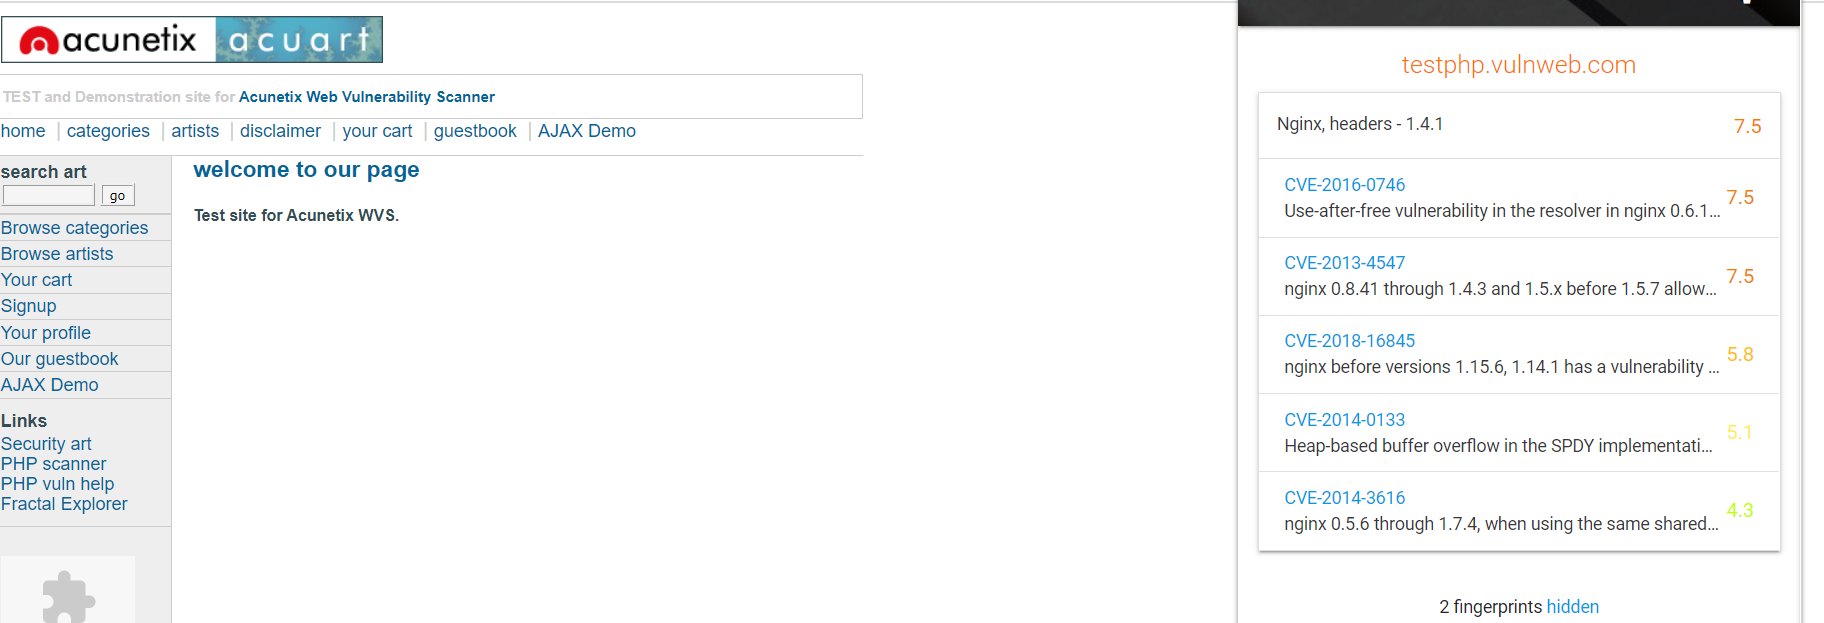 acunetix acuart
TEST and Demonstration site for Acunetix Web Vulnerability Scanner
home | categories | artists | disclaimer | your cart | guestbook | AJAX Demo
search art
go
Browse categories
Browse artists
Your cart
Signup
Your profile
Our guestbook
AJAX Demo
Links
Security art
PHP scanner
PHP vuln help
Fractal Explorer
welcome to our page
Test site for Acunetix WVS.
testphp.vulnweb.com
Nginx, headers - 1.4.1 7.5
CVE-2016-0746
Use-after-free vulnerability in the resolver in nginx 0.6.1... 7.5
CVE-2013-4547
nginx 0.8.41 through 1.4.3 and 1.5.x before 1.5.7 allow... 7.5
CVE-2018-16845
nginx before versions 1.15.6, 1.14.1 has a vulnerability ... 5.8
CVE-2014-0133
Heap-based buffer overflow in the SPDY implementati... 5.1
CVE-2014-3616
nginx 0.5.6 through 1.7.4, when using the same shared... 4.3
2 fingerprints hidden